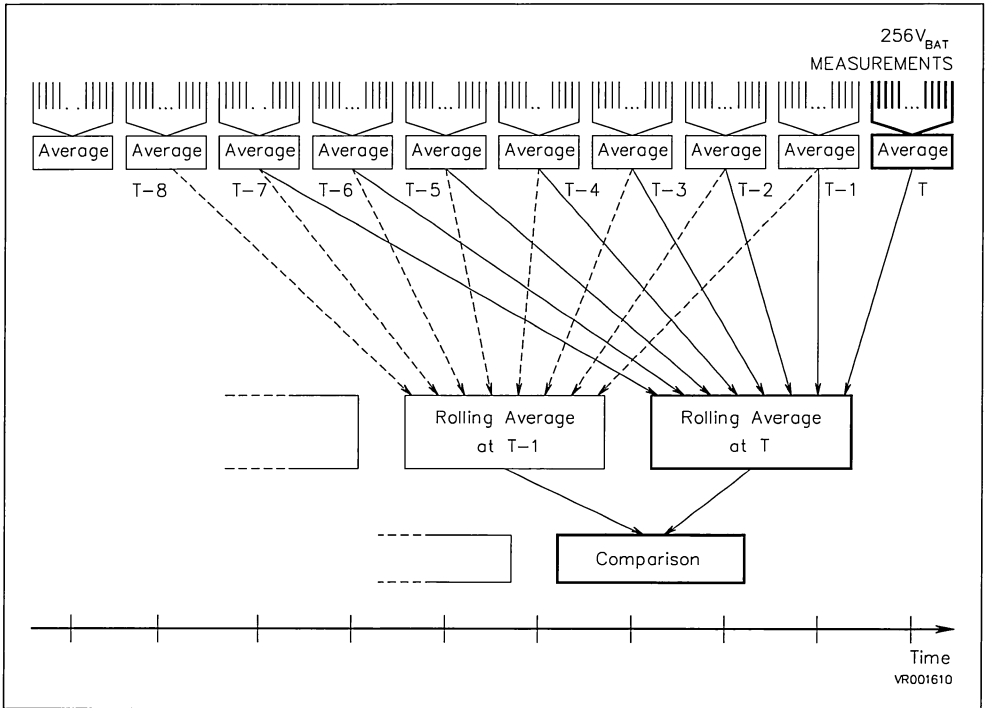 256V BAT
MEASUREMENTS
Average Average Average Average Average Average Average Average Average Average
T-8 T-7 T-6 T-5 T-4 T-3 T-2 T-1 T
Rolling Average
at T-1
Rolling Average
at T
Comparison
Time
VR001610